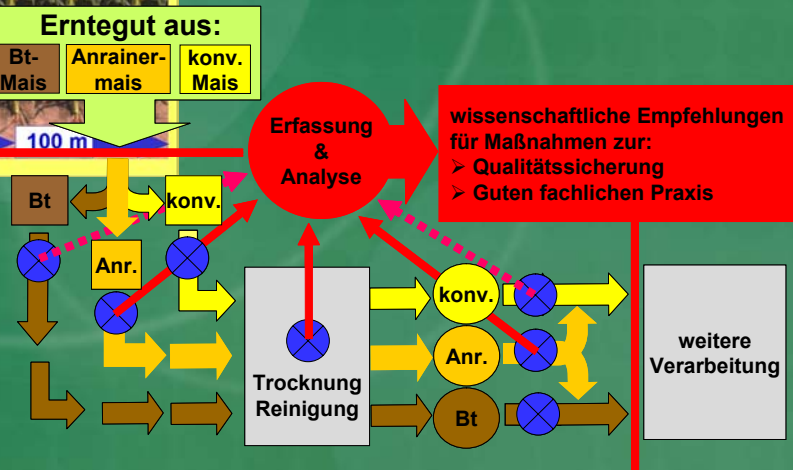 Erntegut aus:
Bt-
Mais
Anrainer-
mais
konv.
Mais
100 m
Erfassung
&
Analyse
wissenschaftliche Empfehlungen
für Maßnahmen zur:
➢ Qualitätssicherung
➢ Guten fachlichen Praxis
Bt
konv.
Anr.
Trocknung
Reinigung
konv.
Anr.
Bt
weitere
Verarbeitung